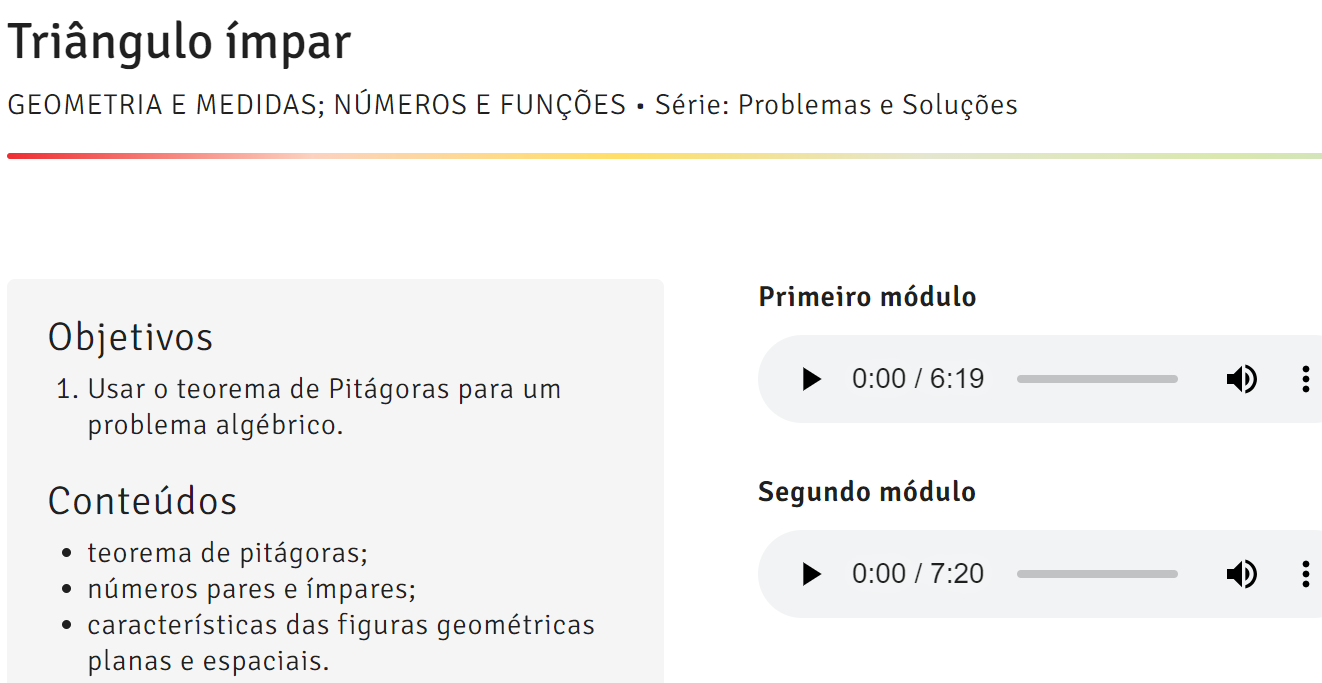 Triângulo ímpar
GEOMETRIA E MEDIDAS; NÚMEROS E FUNÇÕES • Série: Problemas e Soluções
Objetivos
1. Usar o teorema de Pitágoras para um
problema algébrico.
Conteúdos
• teorema de pitágoras;
• números pares e ímpares;
• características das figuras geométricas
planas e espaciais.
Primeiro módulo
0:00 / 6:19
Segundo módulo
0:00 / 7:20